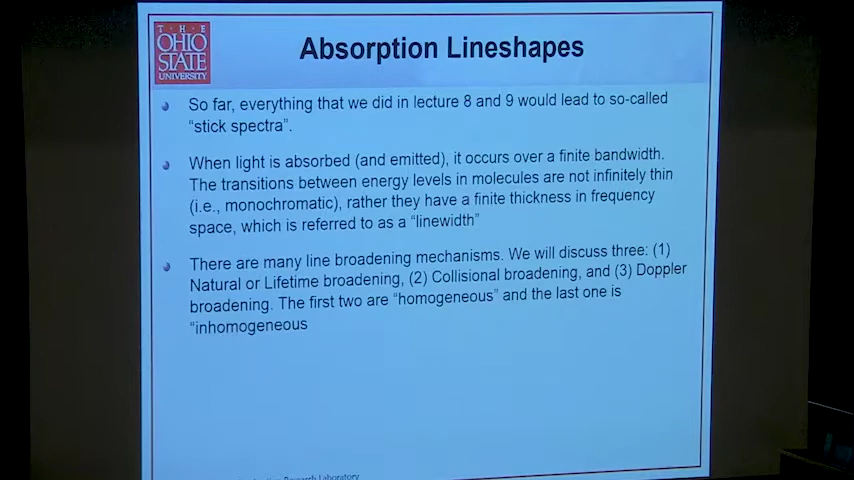 T · H · E
OHIO
STATE
UNIVERSITY
Absorption Lineshapes
So far, everything that we did in lecture 8 and 9 would lead to so-called
“stick spectra”.
When light is absorbed (and emitted), it occurs over a finite bandwidth.
The transitions between energy levels in molecules are not infinitely thin
(i.e., monochromatic), rather they have a finite thickness in frequency
space, which is referred to as a “linewidth”
There are many line broadening mechanisms. We will discuss three: (1)
Natural or Lifetime broadening, (2) Collisional broadening, and (3) Doppler
broadening. The first two are “homogeneous” and the last one is
“inhomogeneous
Research Laboratory